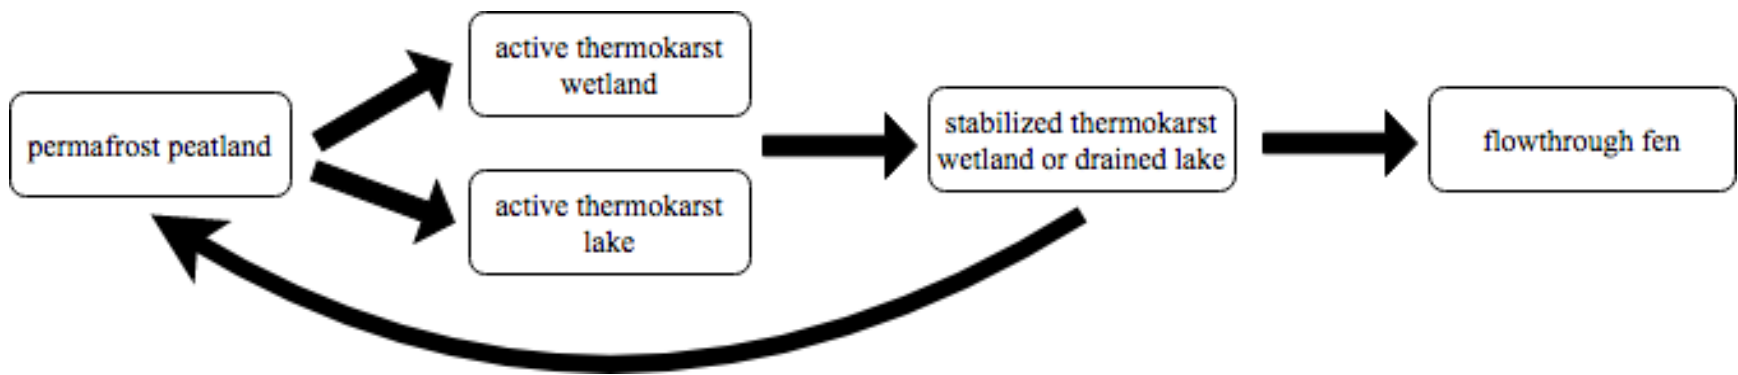 permafrost peatland
active thermokarst
wetland
active thermokarst
lake
stabilized thermokarst
wetland or drained lake
flowthrough fen